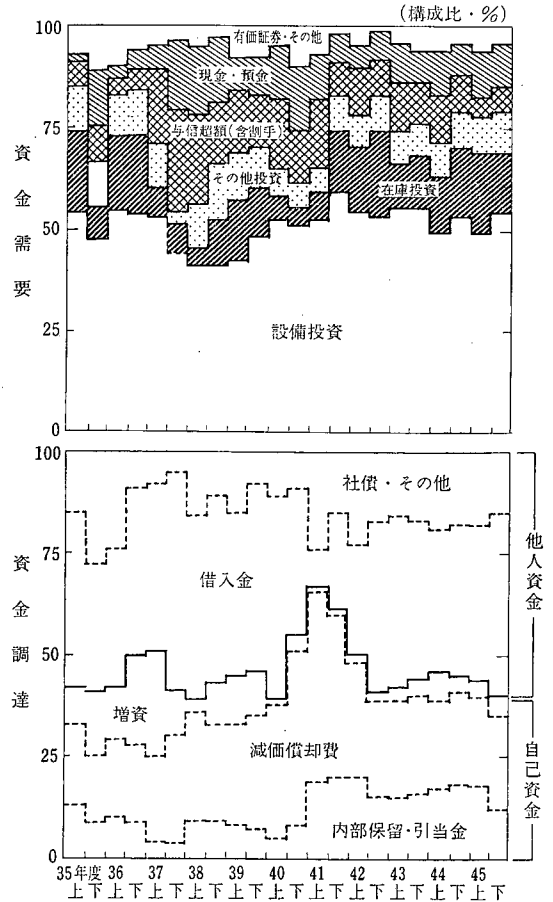 (構成比・%)
100
75
50
25
0
資金需要
有価証券・その他
現金・預金
与信超額(含割手)
その他投資
在庫投資
設備投資
100
75
50
25
0
資金調達
社債・その他
借入金
増資
減価償却費
内部保留・引当金
他人資金
自己資金
35年度 36 37 38 39 40 41 42 43 44 45
上 下 上 下 上 下 上 下 上 下 上 下 上 下 上 下 上 下 上 下 上 下